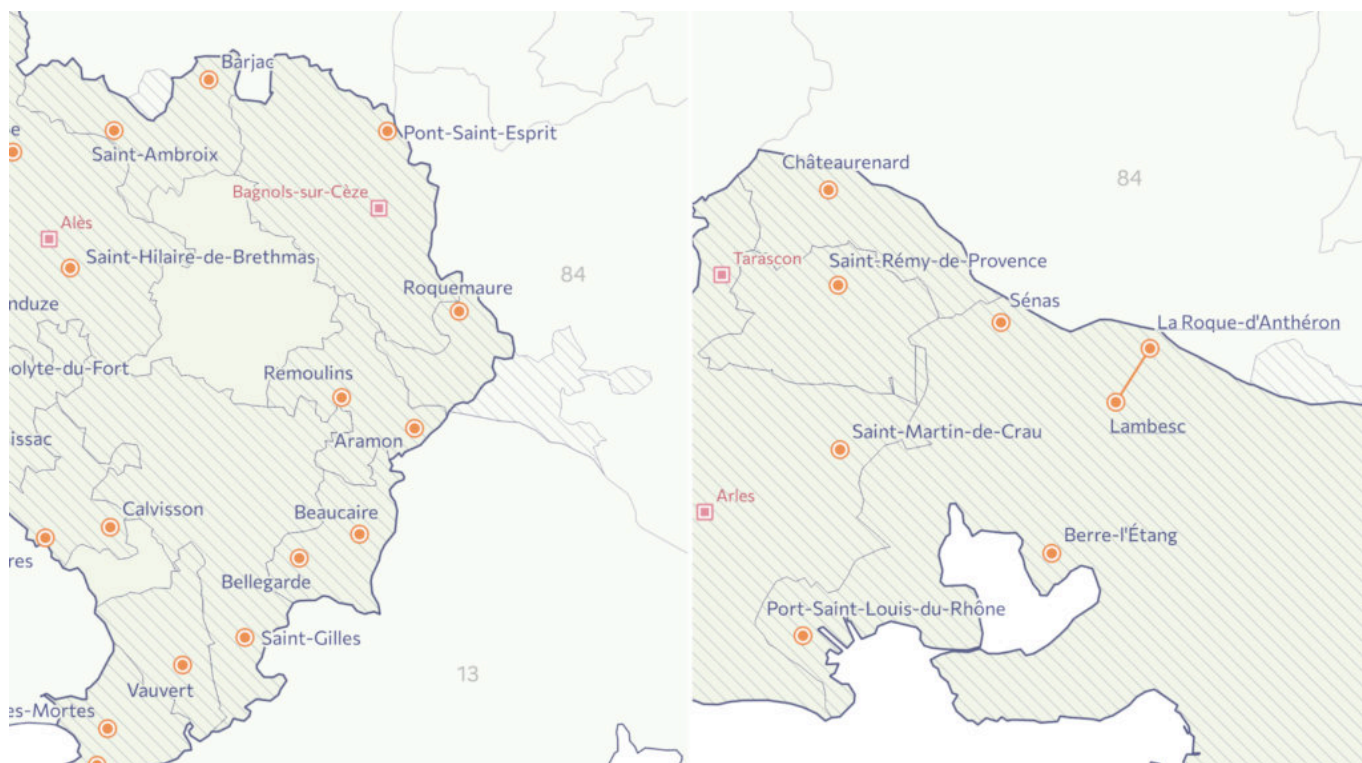 Barjac
Pont-Saint-Esprit
Saint-Ambroix
Bagnols-sur-Cèze
Alès
Saint-Hilaire-de-Brethmas
84
Roquemaure
nduze
Remoulins
olyte-du-Fort
Aramon
issac
Calvisson
Beaucaire
res
Bellegarde
Saint-Gilles
13
Vauvert
es-Mortes
Châteaurenard
84
Tarascon
Saint-Rémy-de-Provence
Sénas
La Roque-d'Anthéron
Lambesc
Saint-Martin-de-Crau
Arles
Berre-l'Étang
Port-Saint-Louis-du-Rhône